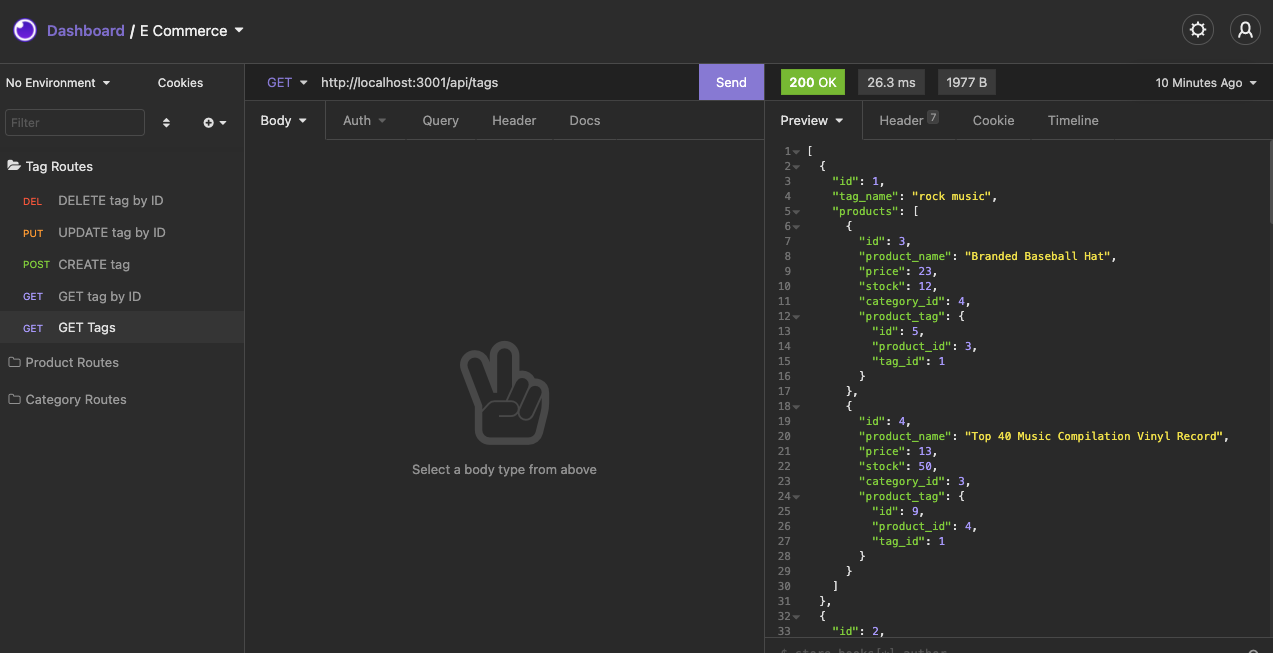 Dashboard / E Commerce
No Environment
Cookies
Filter
Tag Routes
DEL DELETE tag by ID
PUT UPDATE tag by ID
POST CREATE tag
GET GET tag by ID
GET GET Tags
Product Routes
Category Routes
GET http://localhost:3001/api/tags Send
Body Auth Query Header Docs
Select a body type from above
200 OK 26.3 ms 1977 B 10 Minutes Ago
Preview Header 7 Cookie Timeline
1 [
2 {
3 "id": 1,
4 "tag_name": "rock music",
5 "products": [
6 {
7 "id": 3,
8 "product_name": "Branded Baseball Hat",
9 "price": 23,
10 "stock": 12,
11 "category_id": 4,
12 "product_tag": {
13 "id": 5,
14 "product_id": 3,
15 "tag_id": 1
16 }
17 },
18 {
19 "id": 4,
20 "product_name": "Top 40 Music Compilation Vinyl Record",
21 "price": 13,
22 "stock": 50,
23 "category_id": 3,
24 "product_tag": {
25 "id": 9,
26 "product_id": 4,
27 "tag_id": 1
28 }
29 }
30 ]
31 },
32 {
33 "id": 2,